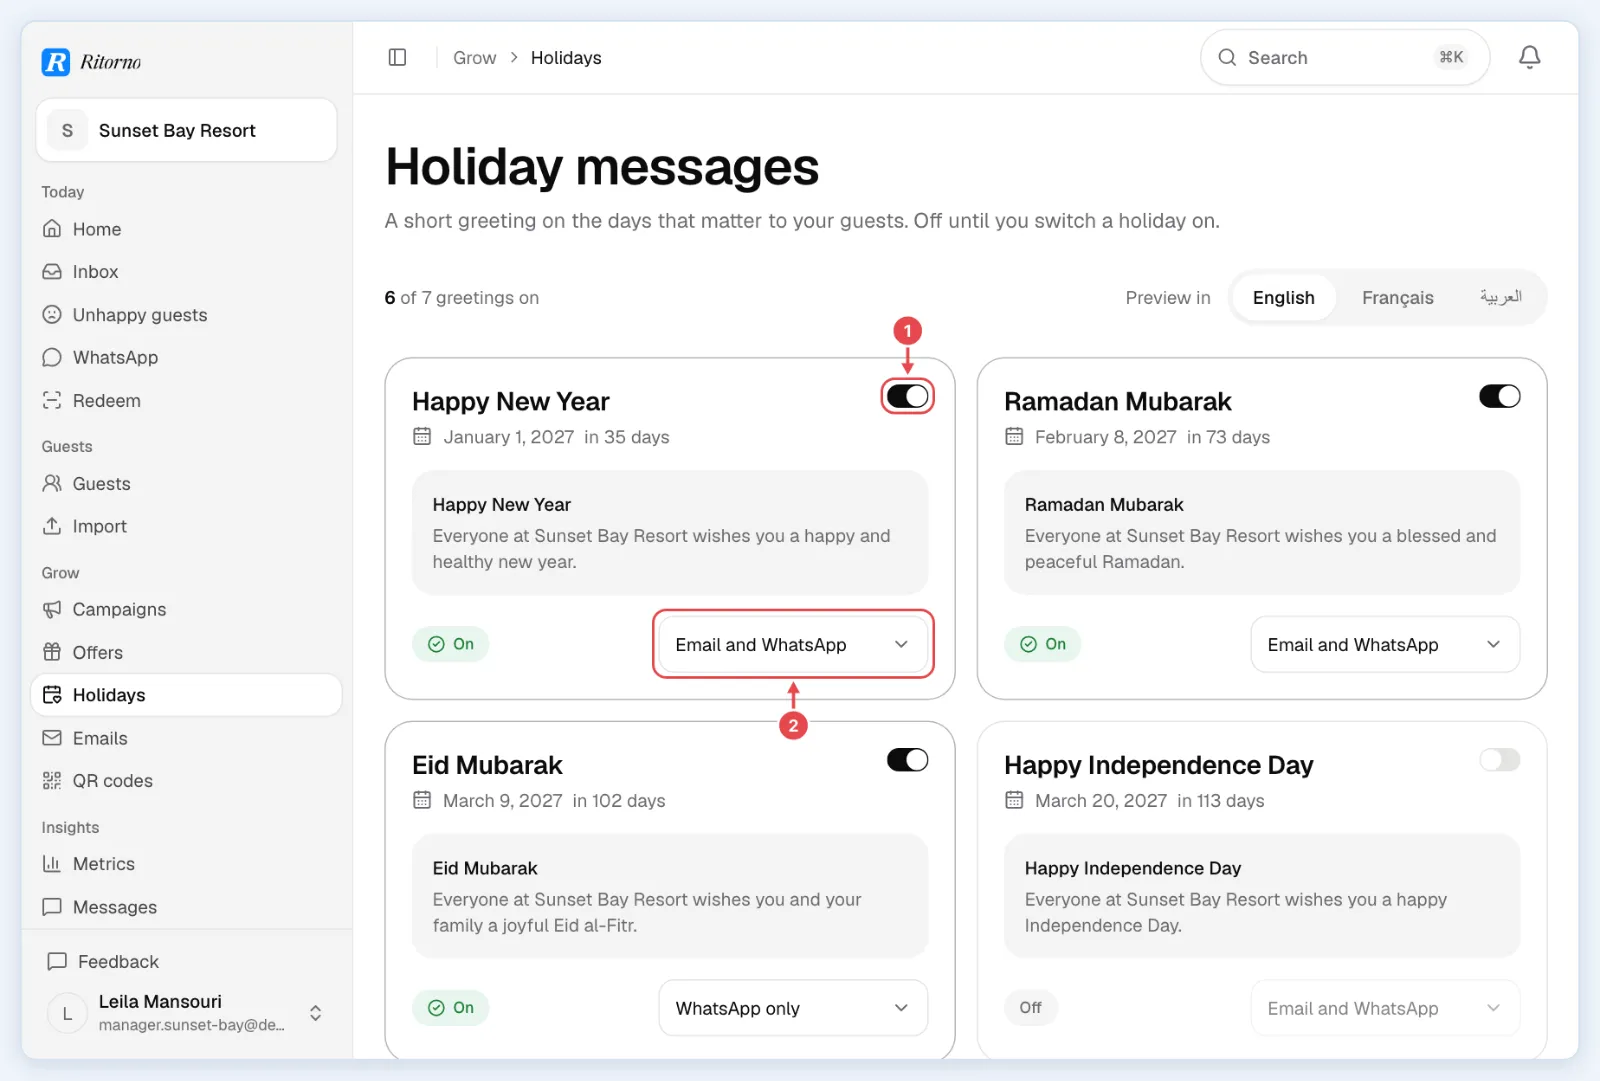 R Ritorno
S Sunset Bay Resort
Today
Home
Inbox
Unhappy guests
WhatsApp
Redeem
Guests
Guests
Import
Grow
Campaigns
Offers
Holidays
Emails
QR codes
Insights
Metrics
Messages
Feedback
L Leila Mansouri
manager.sunset-bay@de...
Grow > Holidays
Search ⌘K
Holiday messages
A short greeting on the days that matter to your guests. Off until you switch a holiday on.
6 of 7 greetings on
Preview in English Français العربية
1
Happy New Year
January 1, 2027 in 35 days
Happy New Year
Everyone at Sunset Bay Resort wishes you a happy and
healthy new year.
On Email and WhatsApp
2
Ramadan Mubarak
February 8, 2027 in 73 days
Ramadan Mubarak
Everyone at Sunset Bay Resort wishes you a blessed and
peaceful Ramadan.
On Email and WhatsApp
Eid Mubarak
March 9, 2027 in 102 days
Eid Mubarak
Everyone at Sunset Bay Resort wishes you and your
family a joyful Eid al-Fitr.
On WhatsApp only
Happy Independence Day
March 20, 2027 in 113 days
Happy Independence Day
Everyone at Sunset Bay Resort wishes you a happy
Independence Day.
Off Email and WhatsApp